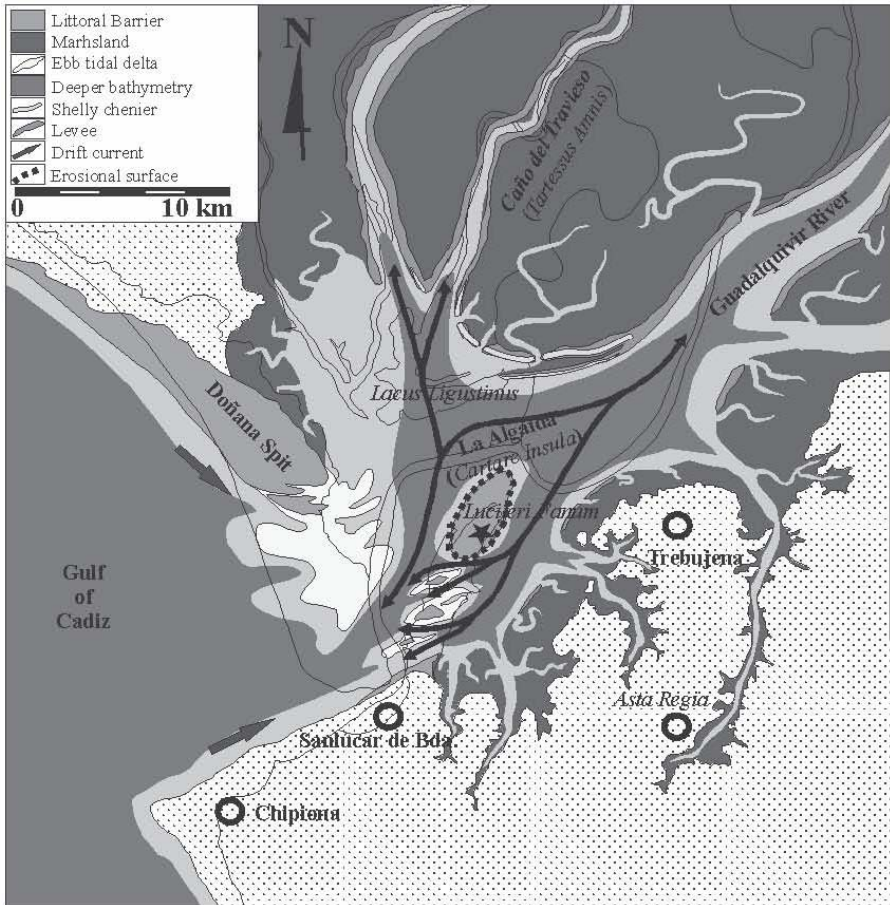 Littoral Barrier
Marhsland
Ebb tidal delta
Deeper bathymetry
Shelly chenier
Levee
Drift current
Erosional surface
0 10 km
N
Caño del Travieso
(Tartessus Amnis)
Guadalquivir River
Doñana Spit
Lacus Ligustinus
La Algaida
(Cartare Insula)
Luciferi Fanum
Trebujena
Gulf
of
Cadiz
Asta Regia
Sanlucar de Bda
Chipiona